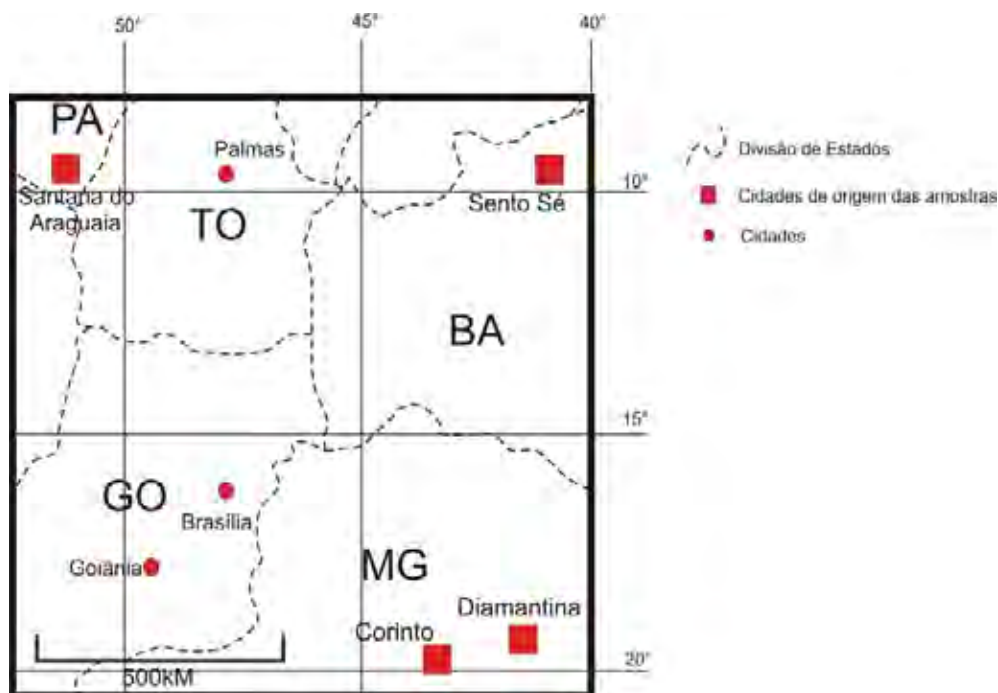 50° 45° 40°
PA
Palmas
Santana do
Araguaia
TO
Sento Sé
10°
BA
15°
GO
Brasília
Goiânia
MG
Diamantina
Corinto
500kM
20°
Divisão de Estados
Cidades de origem das amostras
Cidades